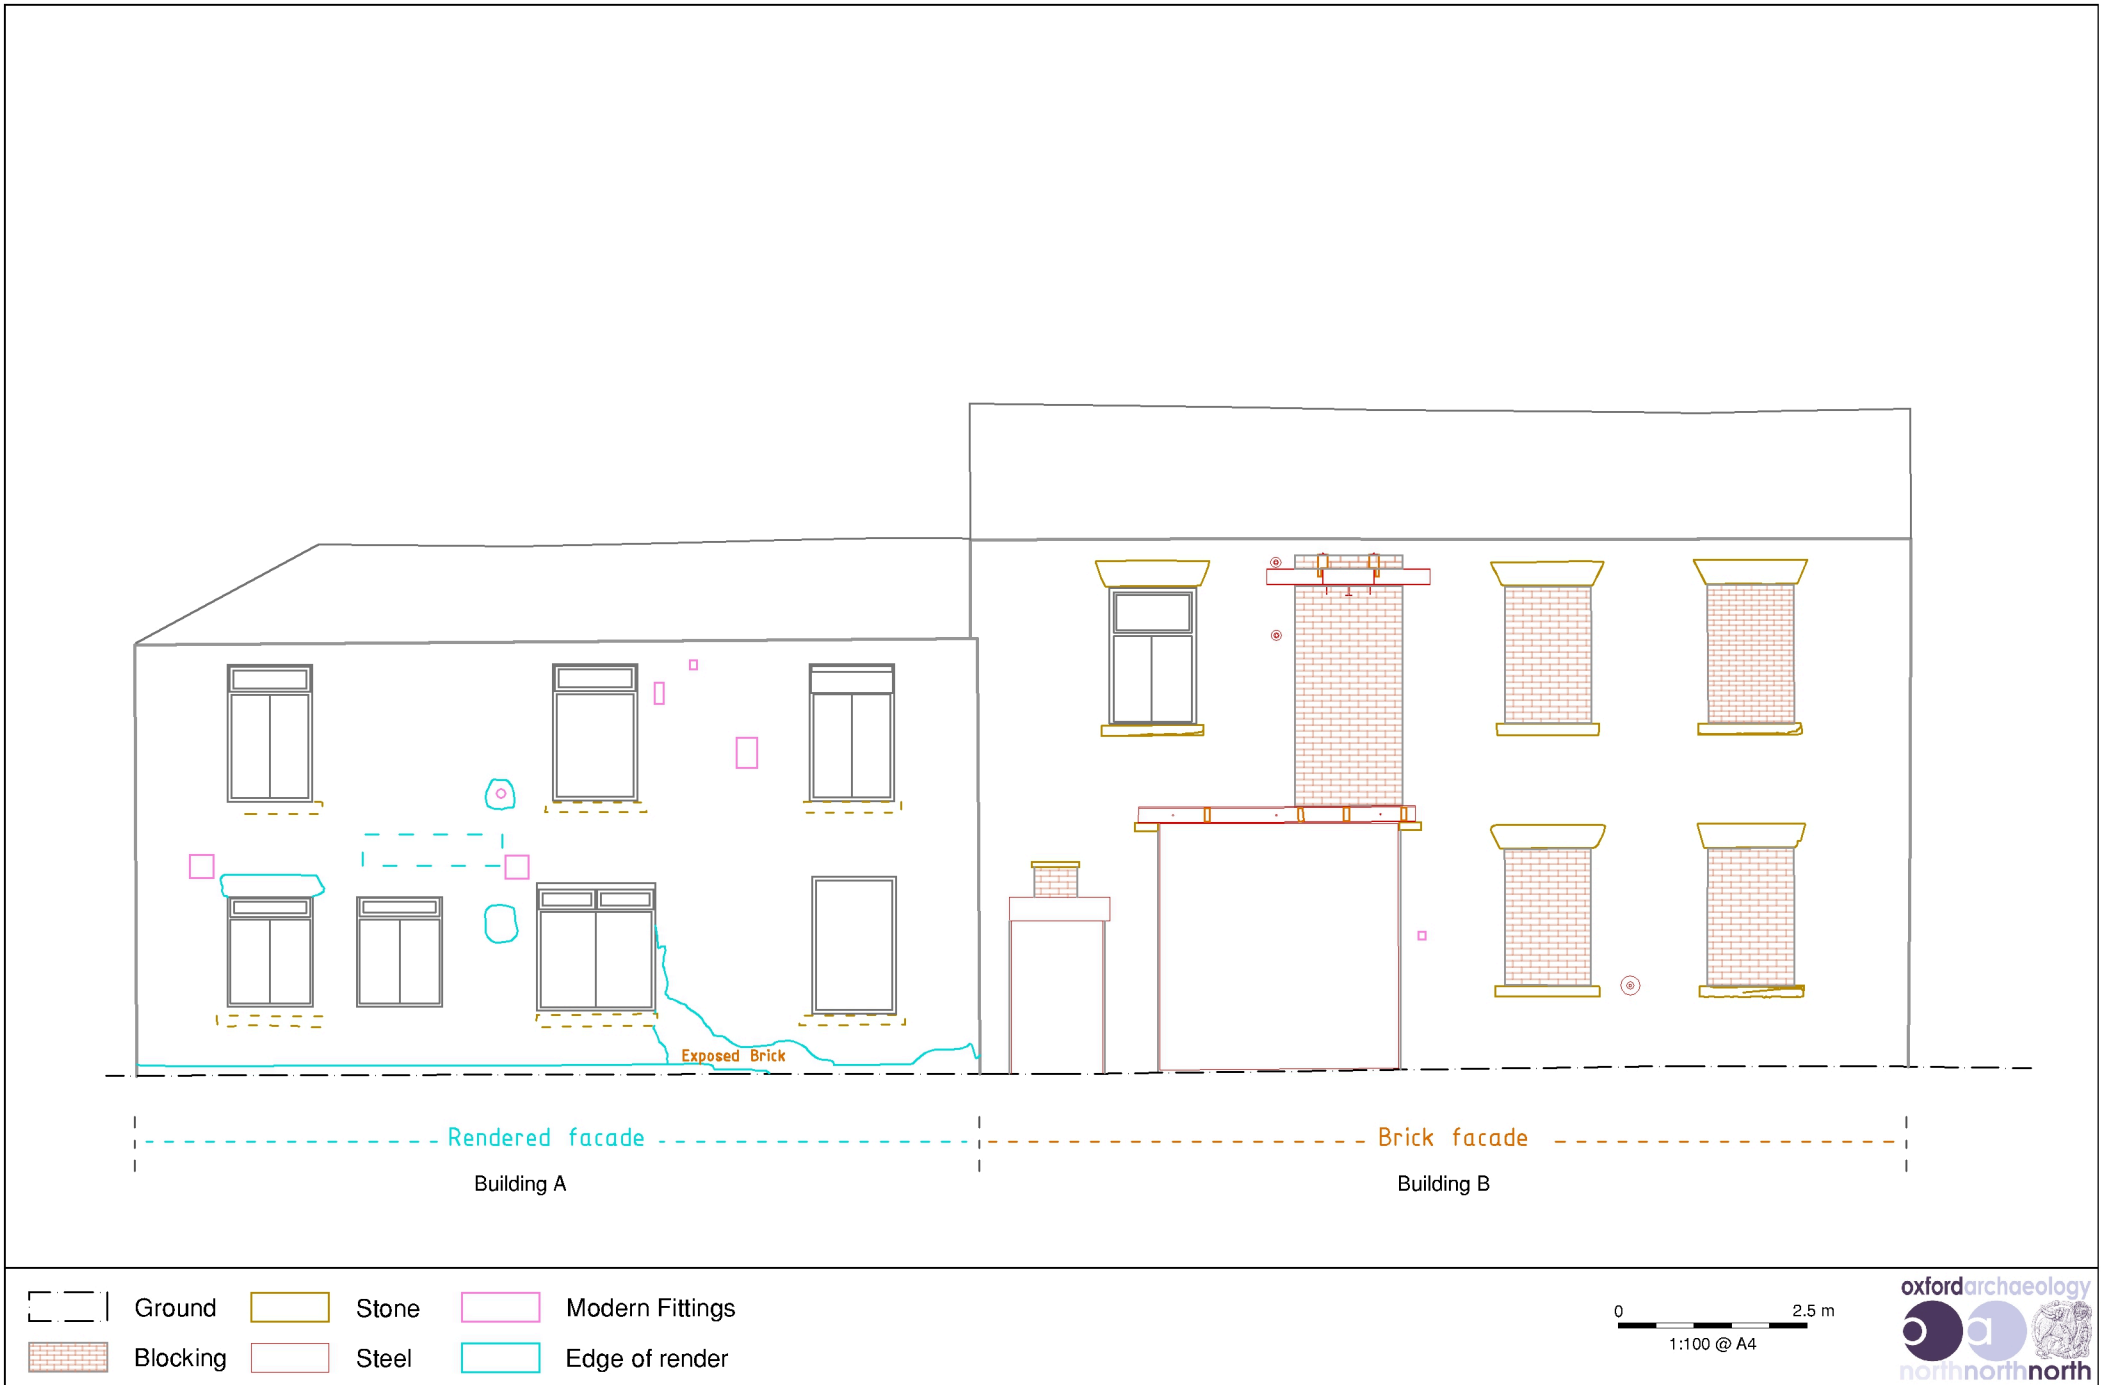 Exposed Brick
Rendered facade
Brick facade
Building A
Building B
Ground
Stone
Modern Fittings
Blocking
Steel
Edge of render
0 2.5 m
1:100 @ A4
oxfordarchaeology
oa
northnorthnorth